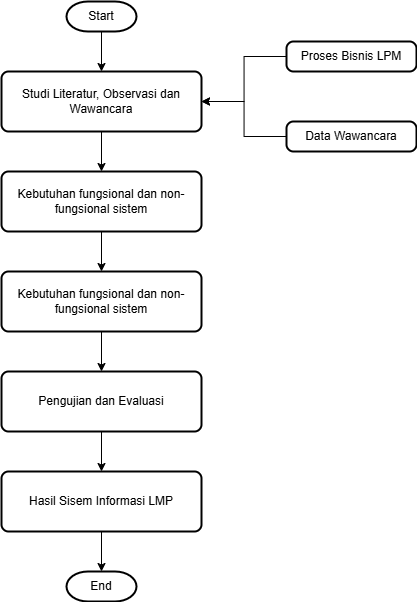 Start
Proses Bisnis LPM
Studi Literatur, Observasi dan
Wawancara
Data Wawancara
Kebutuhan fungsional dan non-
fungsional sistem
Kebutuhan fungsional dan non-
fungsional sistem
Pengujian dan Evaluasi
Hasil Sisem Informasi LMP
End